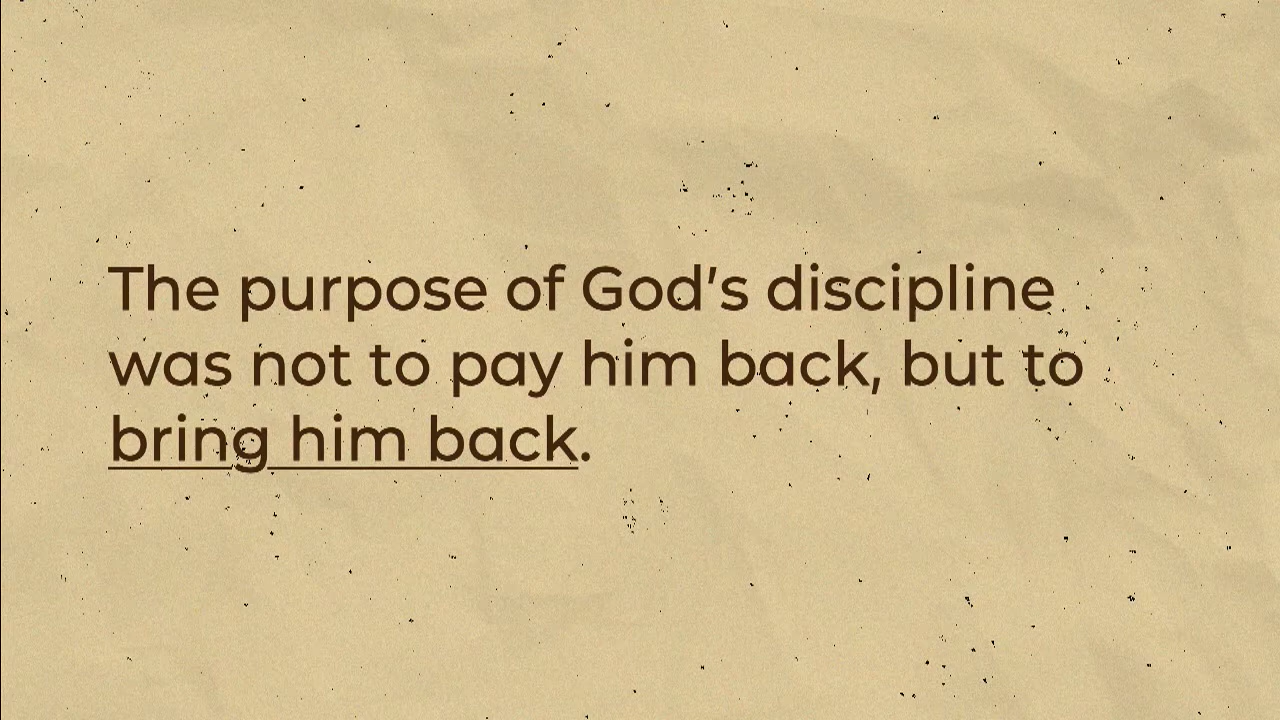 The purpose of God's discipline
was not to pay him back, but to
bring him back.